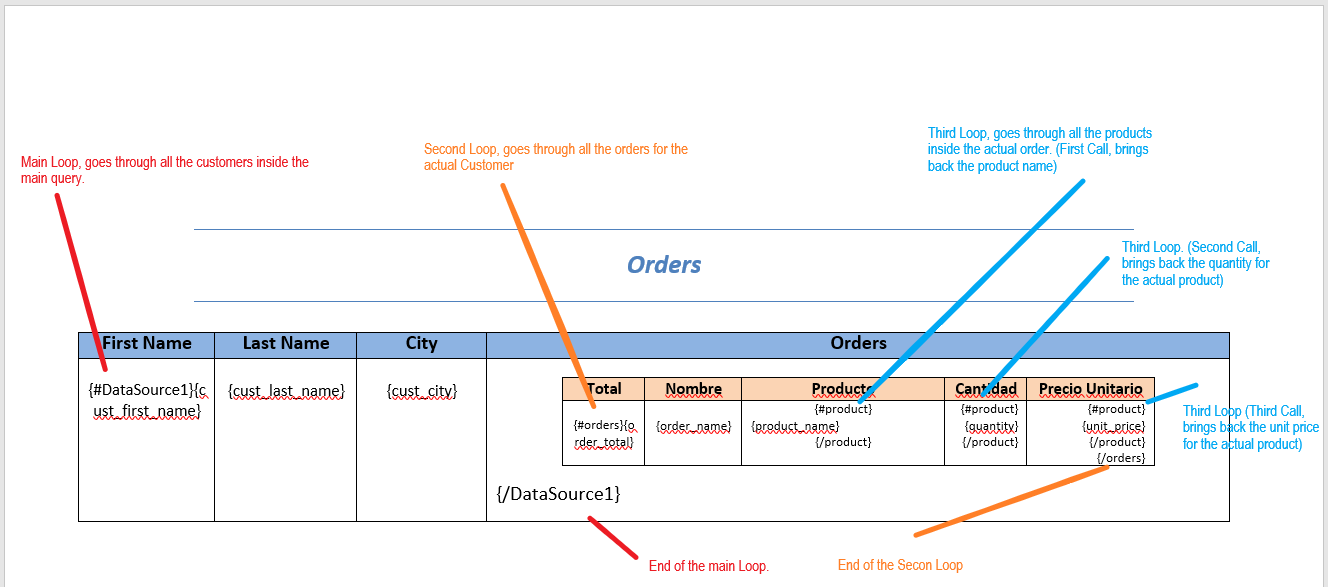 Third Loop, goes through all the products
inside the actual order. (First Call, brings
back the product name)
Second Loop, goes through all the orders for the
actual Customer
Main Loop, goes through all the customers inside the
main query.
Third Loop. (Second Call,
brings back the quantity for
the actual product)
Orders
First Name Last Name City Orders
{#DataSource1}{c
ust_first_name}
{cust_last_name}
{cust_city}
Total Nombre Producto Cantidad Precio Unitario
{#orders}{o
rder_total}
{order_name}
{#product}
{product_name}
{/product}
{#product}
{quantity}
{/product}
{#product}
{unit_price}
{/product}
{/orders}
Third Loop (Third Call,
brings back the unit price
for the actual product)
{/DataSource1}
End of the main Loop.
End of the Secon Loop